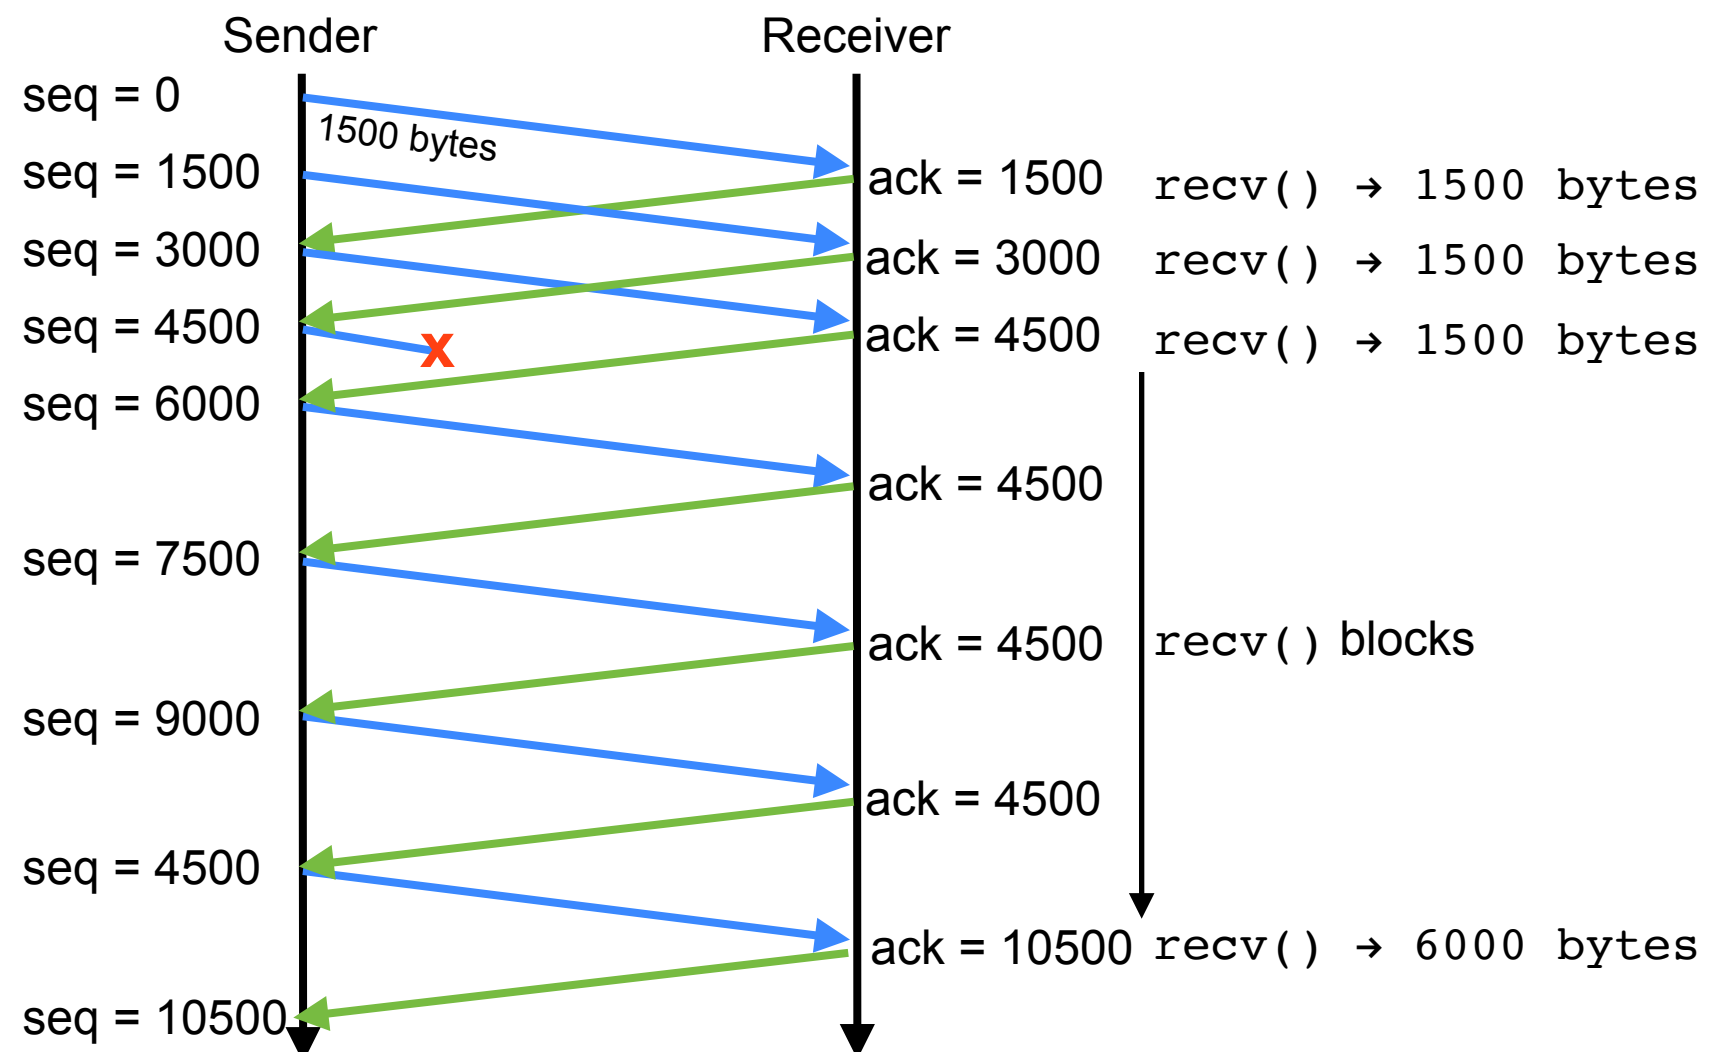 Sender
Receiver
seq = 0
1500 bytes
seq = 1500
ack = 1500
recv() → 1500 bytes
seq = 3000
ack = 3000
recv() → 1500 bytes
seq = 4500
x
ack = 4500
recv() → 1500 bytes
seq = 6000
ack = 4500
seq = 7500
ack = 4500
recv() blocks
seq = 9000
ack = 4500
seq = 4500
ack = 10500
recv() → 6000 bytes
seq = 10500